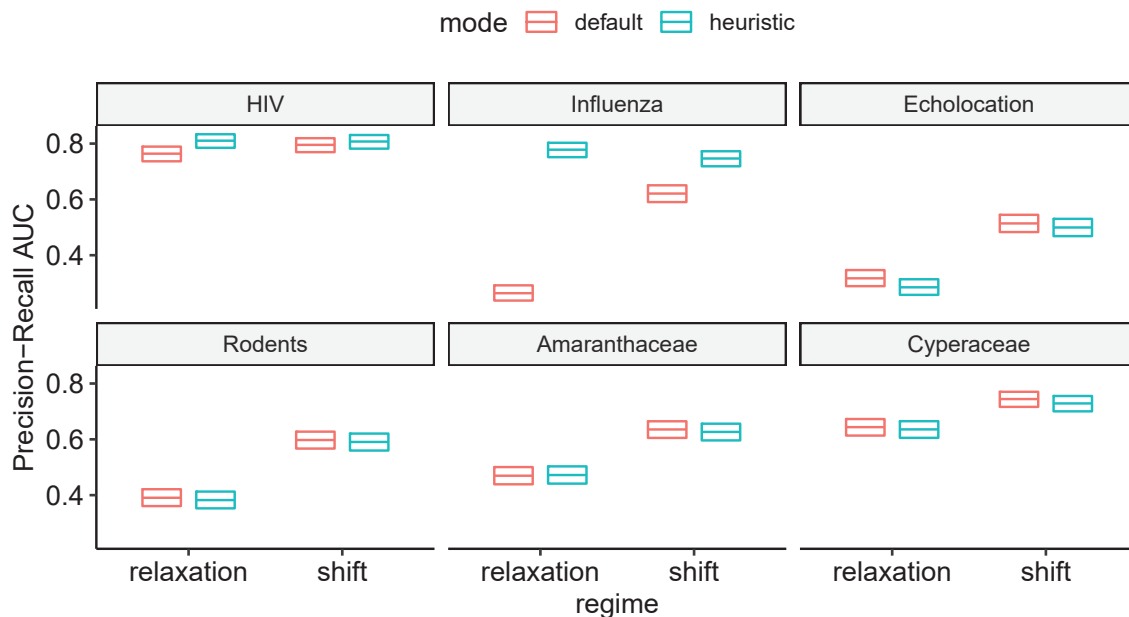 mode default heuristic
HIV Influenza Echolocation
0.8
0.6
0.4
Precision−Recall AUC
Rodents Amaranthaceae Cyperaceae
0.8
0.6
0.4
relaxation shift relaxation shift relaxation shift
regime